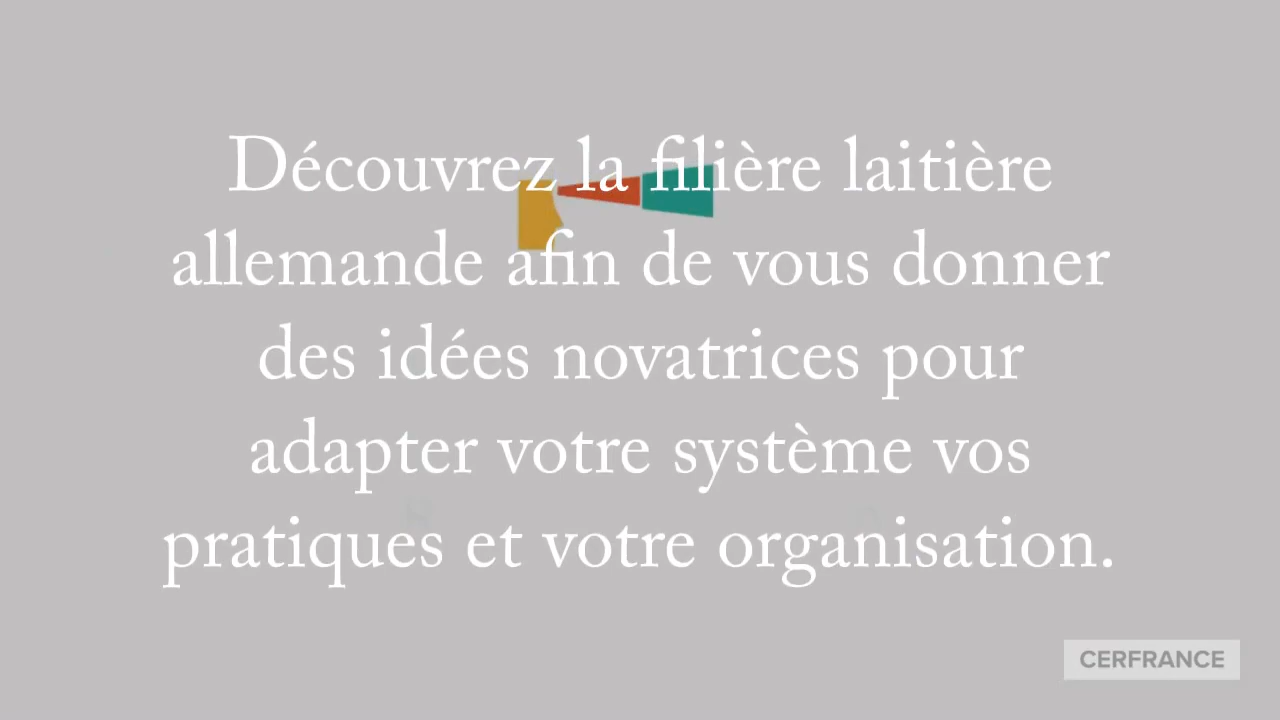 Découvrez la filière laitière
allemande afin de vous donner
des idées novatrices pour
adapter votre système vos
pratiques et votre organisation.
CERFRANCE